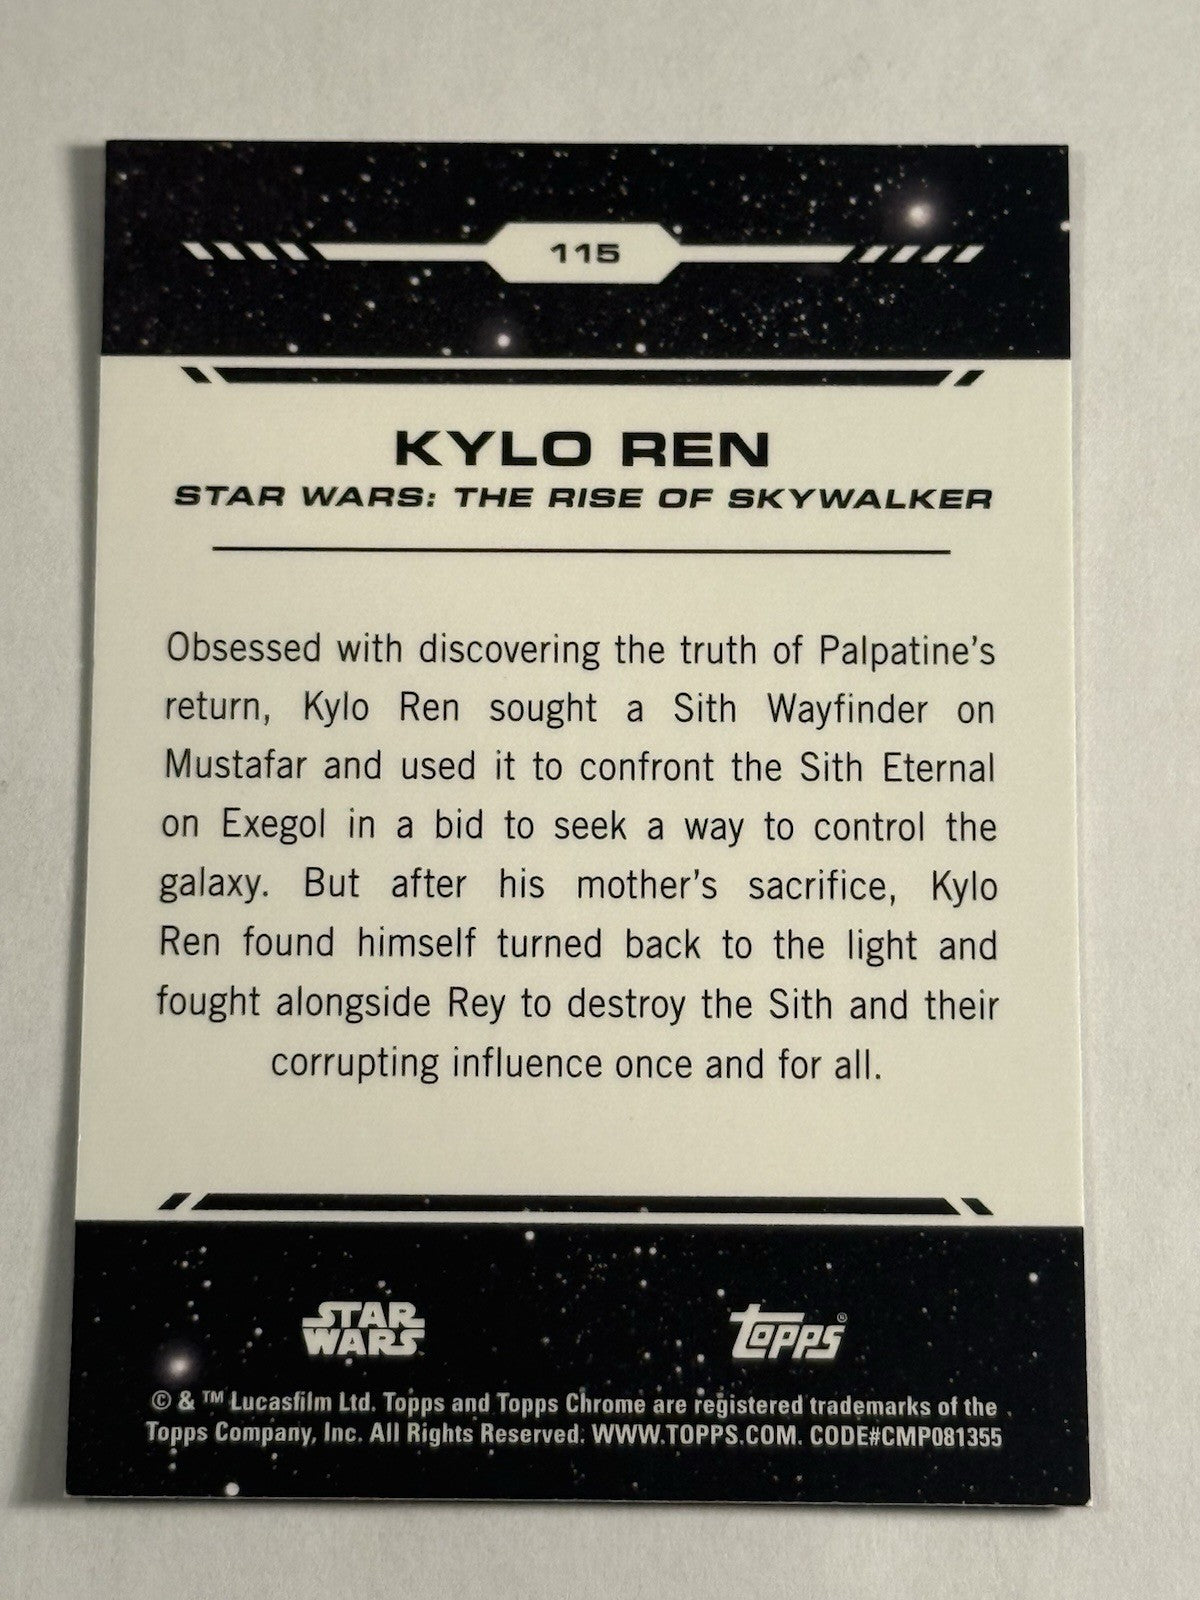 115
KYLO REN
STAR WARS: THE RISE OF SKYWALKER
Obsessed with discovering the truth of Palpatine's
return, Kylo Ren sought a Sith Wayfinder on
Mustafar and used it to confront the Sith Eternal
on Exegol in a bid to seek a way to control the
galaxy. But after his mother's sacrifice, Kylo
Ren found himself turned back to the light and
fought alongside Rey to destroy the Sith and their
corrupting influence once and for all.
STAR
WARS
Topps®
© & ™ Lucasfilm Ltd. Topps and Topps Chrome are registered trademarks of the
Topps Company, Inc. All Rights Reserved. WWW.TOPPS.COM. CODE#CMP081355